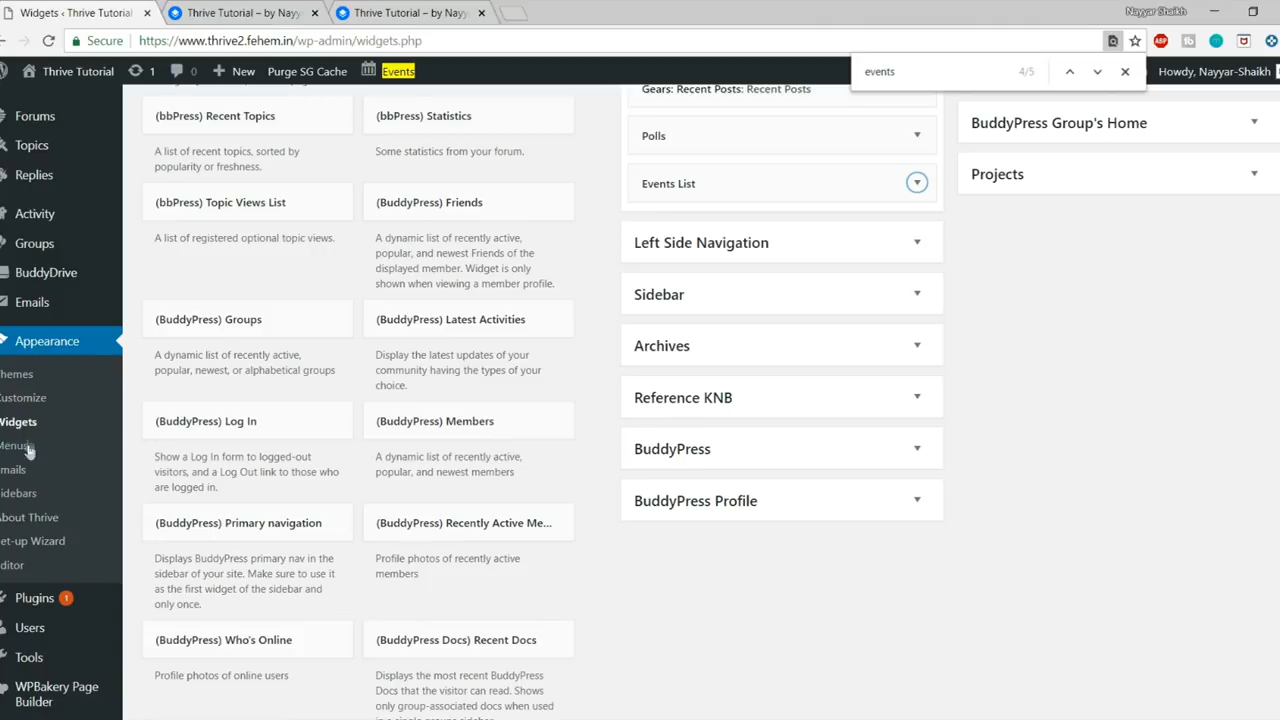 Widgets ‹ Thrive Tutorial
Thrive Tutorial – by Nayy
Thrive Tutorial – by Nayy
Nayyar Shaikh
Secure
https://www.thrive2.fehem.in/wp-admin/widgets.php
events
4/5
Thrive Tutorial
1
0
New
Purge SG Cache
Events
Howdy, Nayyar-Shaikh
Forums
Topics
Replies
Activity
Groups
BuddyDrive
Emails
Appearance
hemes
ustomize
Widgets
Menus
mails
idebars
bout Thrive
et-up Wizard
ditor
Plugins 1
Users
Tools
WPBakery Page
Builder
(bbPress) Recent Topics
A list of recent topics, sorted by
popularity or freshness.
(bbPress) Statistics
Some statistics from your forum.
(bbPress) Topic Views List
A list of registered optional topic views.
(BuddyPress) Friends
A dynamic list of recently active,
popular, and newest Friends of the
displayed member. Widget is only
shown when viewing a member profile.
(BuddyPress) Groups
A dynamic list of recently active,
popular, newest, or alphabetical groups
(BuddyPress) Latest Activities
Display the latest updates of your
community having the types of your
choice.
(BuddyPress) Log In
Show a Log In form to logged-out
visitors, and a Log Out link to those who
are logged in.
(BuddyPress) Members
A dynamic list of recently active,
popular, and newest members
(BuddyPress) Primary navigation
Displays BuddyPress primary nav in the
sidebar of your site. Make sure to use it
as the first widget of the sidebar and
only once.
(BuddyPress) Recently Active Me...
Profile photos of recently active
members
(BuddyPress) Who's Online
Profile photos of online users
(BuddyPress Docs) Recent Docs
Displays the most recent BuddyPress
Docs that the visitor can read. Shows
only group-associated docs when used
Gears: Recent Posts: Recent Posts
Polls
Events List
Left Side Navigation
Sidebar
Archives
Reference KNB
BuddyPress
BuddyPress Profile
BuddyPress Group's Home
Projects